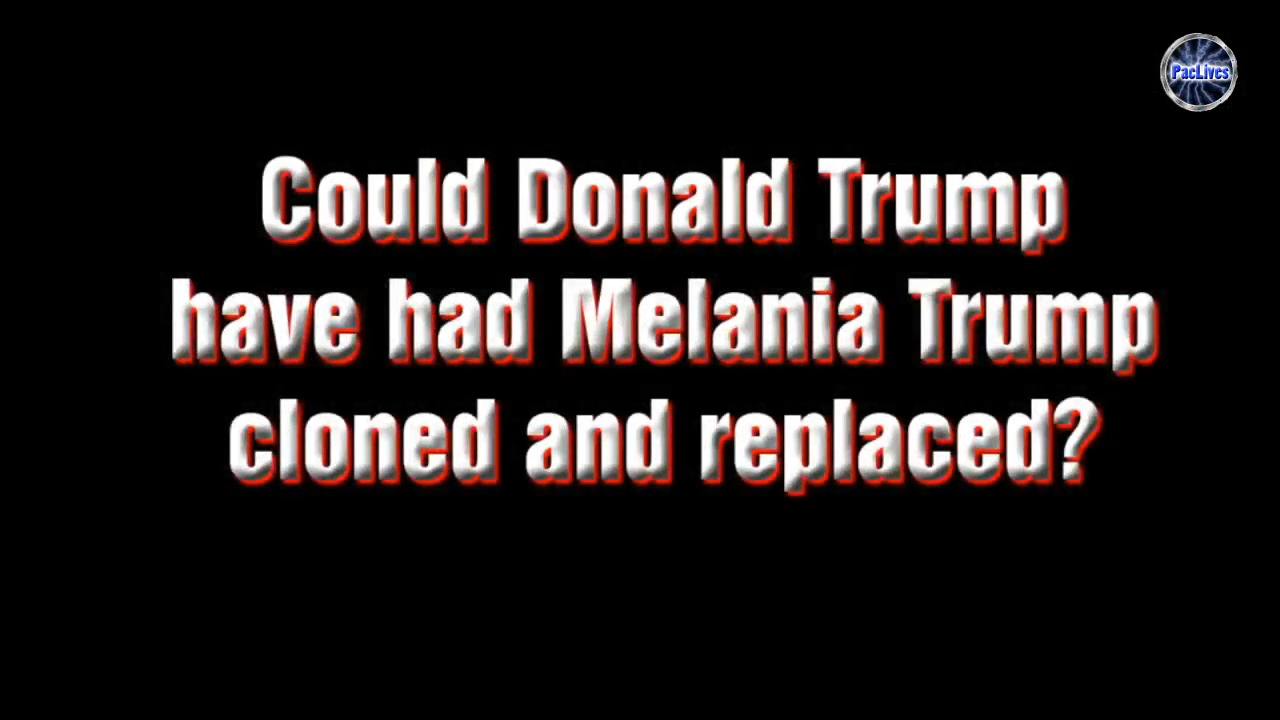 PacLives
Could Donald Trump
have had Melania Trump
cloned and replaced?